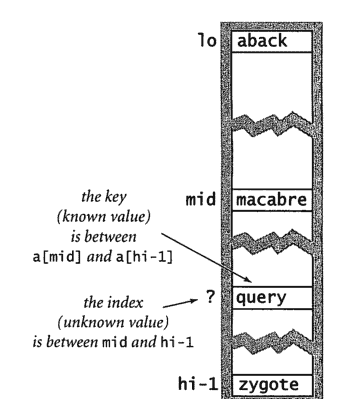 lo aback
the key
(known value)
is between
a[mid] and a[hi-1]
mid macabre
the index
(unknown value)
is between mid and hi-1
? query
hi-1 zygote